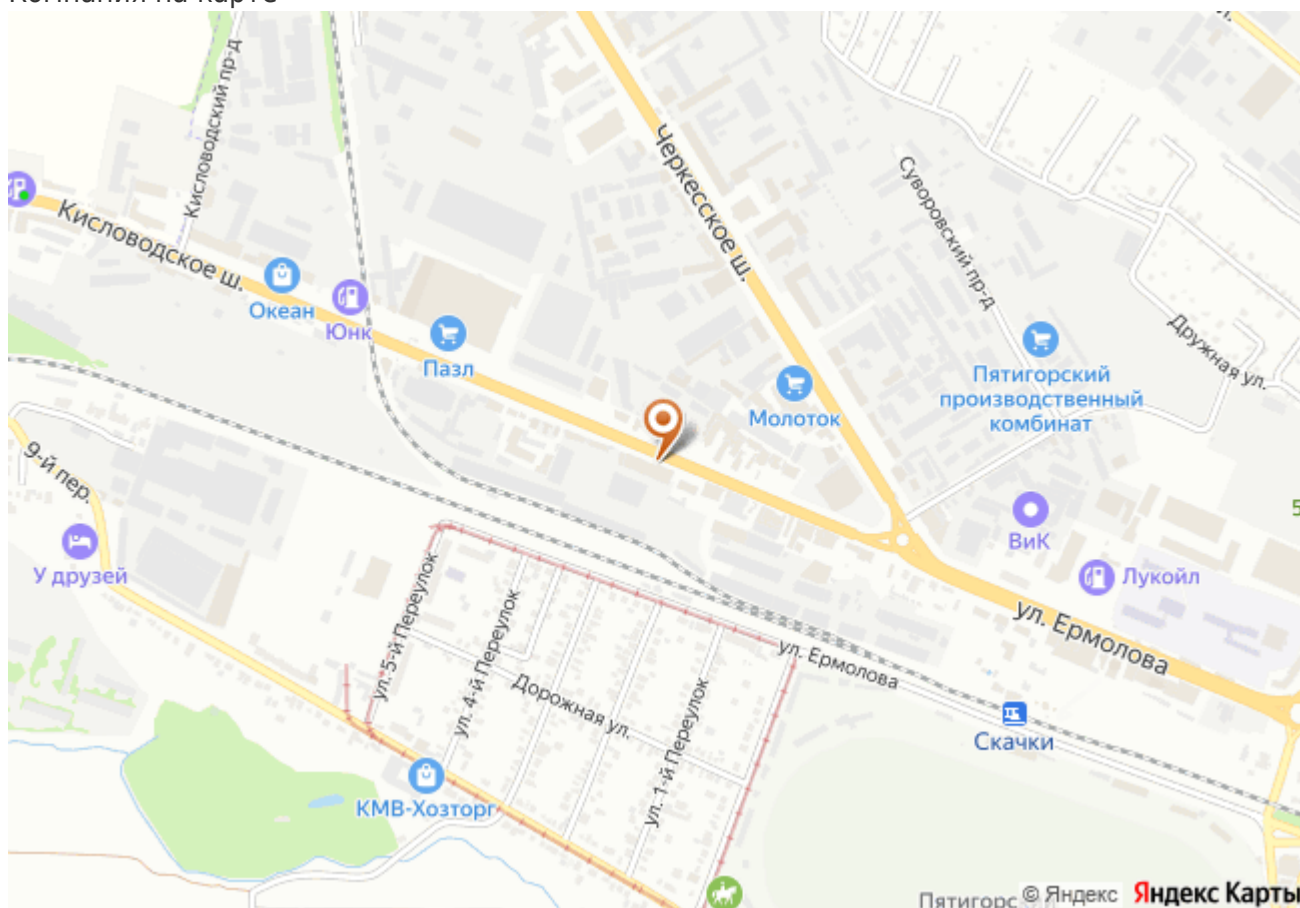 Компания на карте
Кисловодский пр-д
Черкесское ш.
Суворовский пр-д
Кисловодское ш.
Океан
Юнк
Пазл
Молоток
Дружная ул.
Пятигорский
производственный
комбинат
9-й пер.
У друзей
ВиК
Лукойл
5
ул. Ермолова
ул. 5-й Переулок
ул. 4-й Переулок
Дорожная ул.
ул. 1-й Переулок
ул. Ермолова
Скачки
КМВ-Хозторг
© Яндекс Яндекс Карты